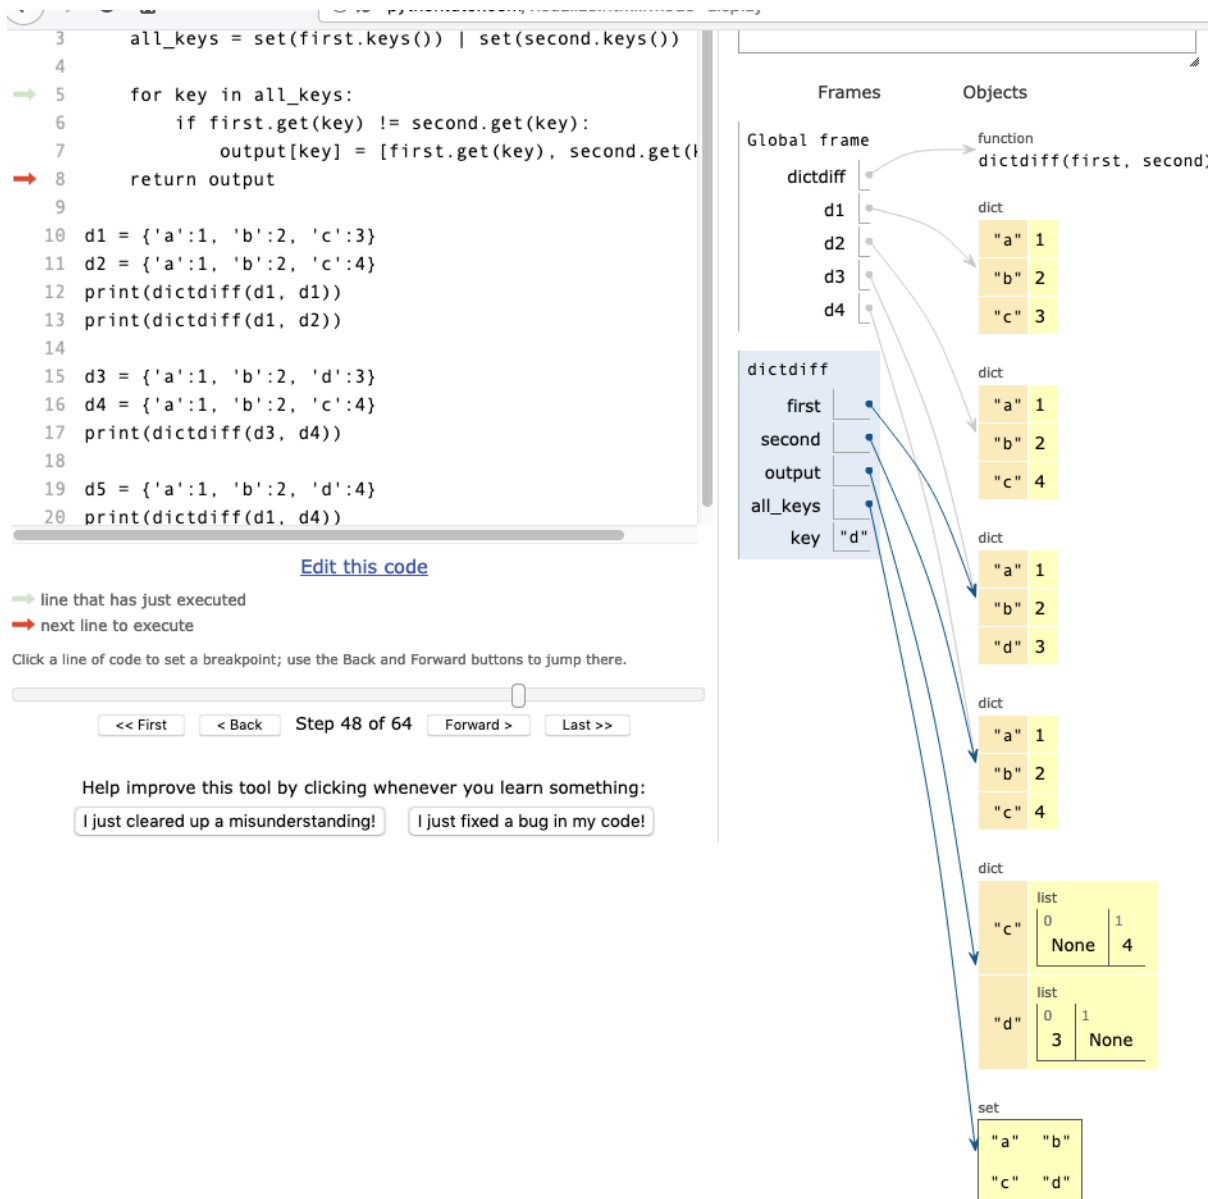 3 all_keys = set(first.keys()) | set(second.keys())
4
5 for key in all_keys:
6 if first.get(key) != second.get(key):
7 output[key] = [first.get(key), second.get(k
8 return output
9
10 d1 = {'a':1, 'b':2, 'c':3}
11 d2 = {'a':1, 'b':2, 'c':4}
12 print(dictdiff(d1, d1))
13 print(dictdiff(d1, d2))
14
15 d3 = {'a':1, 'b':2, 'd':3}
16 d4 = {'a':1, 'b':2, 'c':4}
17 print(dictdiff(d3, d4))
18
19 d5 = {'a':1, 'b':2, 'd':4}
20 print(dictdiff(d1, d4))
Edit this code
line that has just executed
next line to execute
Click a line of code to set a breakpoint; use the Back and Forward buttons to jump there.
<< First < Back Step 48 of 64 Forward > Last >>
Help improve this tool by clicking whenever you learn something:
I just cleared up a misunderstanding! I just fixed a bug in my code!
Frames Objects
Global frame
dictdiff
d1
d2
d3
d4
dictdiff
first
second
output
all_keys
key "d"
function
dictdiff(first, second)
dict
"a" 1
"b" 2
"c" 3
dict
"a" 1
"b" 2
"c" 4
dict
"a" 1
"b" 2
"d" 3
dict
"a" 1
"b" 2
"c" 4
dict
list
0 1
"c" None 4
list
0 1
"d" 3 None
set
"a" "b"
"c" "d"